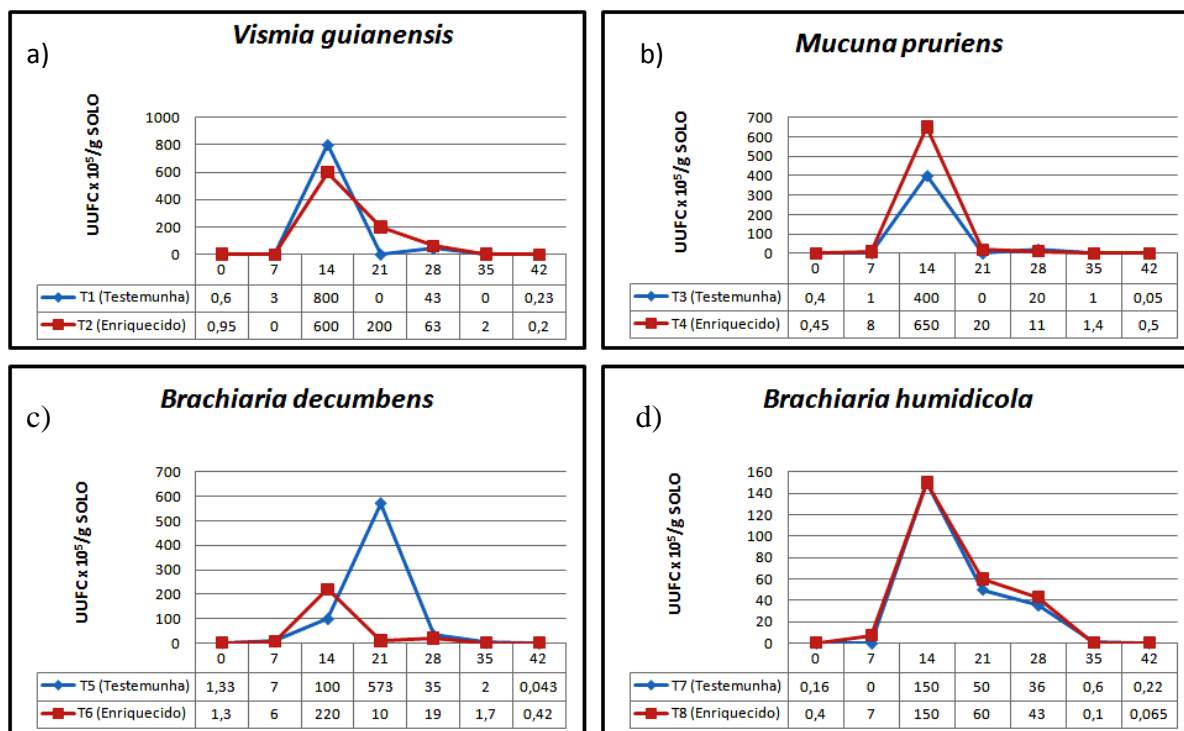 a)
Vismia guianensis
UUFC x 10⁵/g SOLO
1000
800
600
400
200
0
0 7 14 21 28 35 42
T1 (Testemunha) 0,6 3 800 0 43 0 0,23
T2 (Enriquecido) 0,95 0 600 200 63 2 0,2
b)
Mucuna pruriens
UUFC x 10⁵/g SOLO
700
600
500
400
300
200
100
0
0 7 14 21 28 35 42
T3 (Testemunha) 0,4 1 400 0 20 1 0,05
T4 (Enriquecido) 0,45 8 650 20 11 1,4 0,5
c)
Brachiaria decumbens
UUFC x 10⁵/g SOLO
700
600
500
400
300
200
100
0
0 7 14 21 28 35 42
T5 (Testemunha) 1,33 7 100 573 35 2 0,043
T6 (Enriquecido) 1,3 6 220 10 19 1,7 0,42
d)
Brachiaria humidicola
UUFC x 10⁵/g SOLO
160
140
120
100
80
60
40
20
0
0 7 14 21 28 35 42
T7 (Testemunha) 0,16 0 150 50 36 0,6 0,22
T8 (Enriquecido) 0,4 7 150 60 43 0,1 0,065